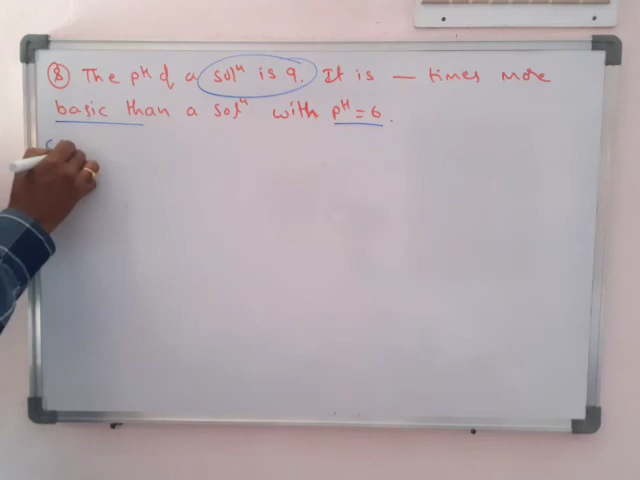 ⑧ The pH of a solⁿ is 9. It is — times more
basic than a solⁿ with pH = 6.